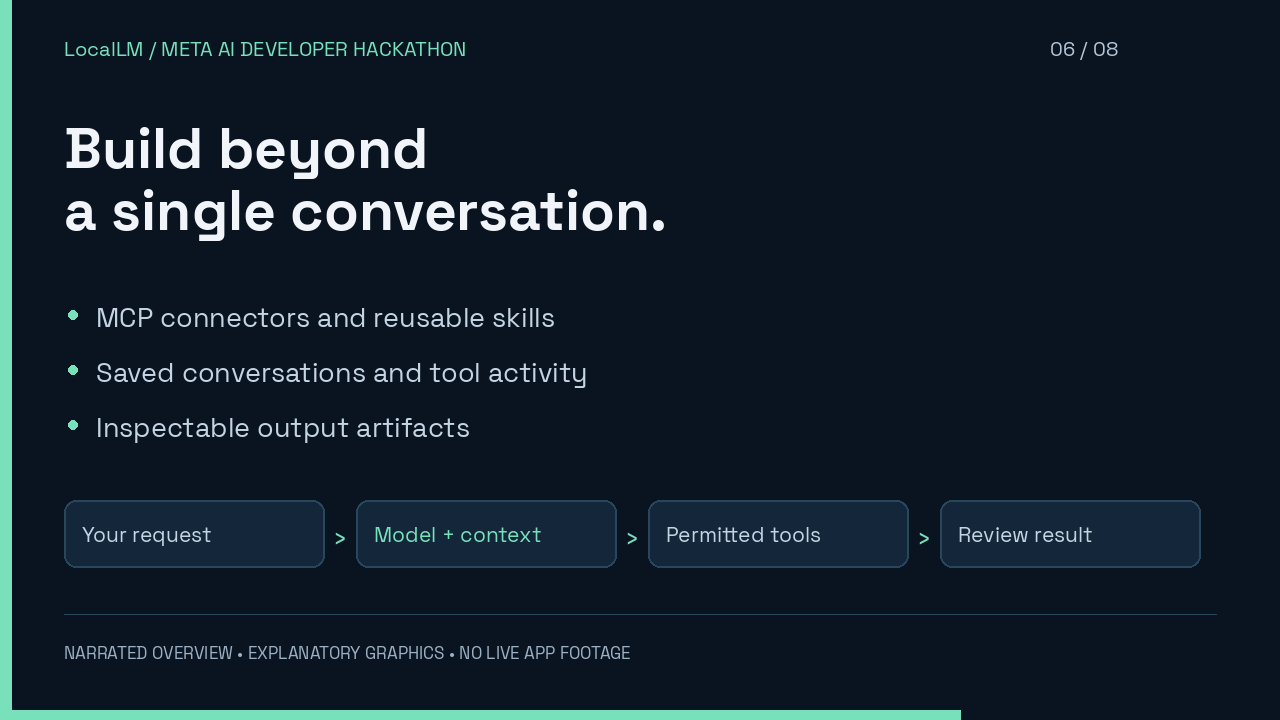 LocalLM / META AI DEVELOPER HACKATHON
06 / 08
Build beyond
a single conversation.
• MCP connectors and reusable skills
• Saved conversations and tool activity
• Inspectable output artifacts
Your request > Model + context > Permitted tools > Review result
NARRATED OVERVIEW • EXPLANATORY GRAPHICS • NO LIVE APP FOOTAGE